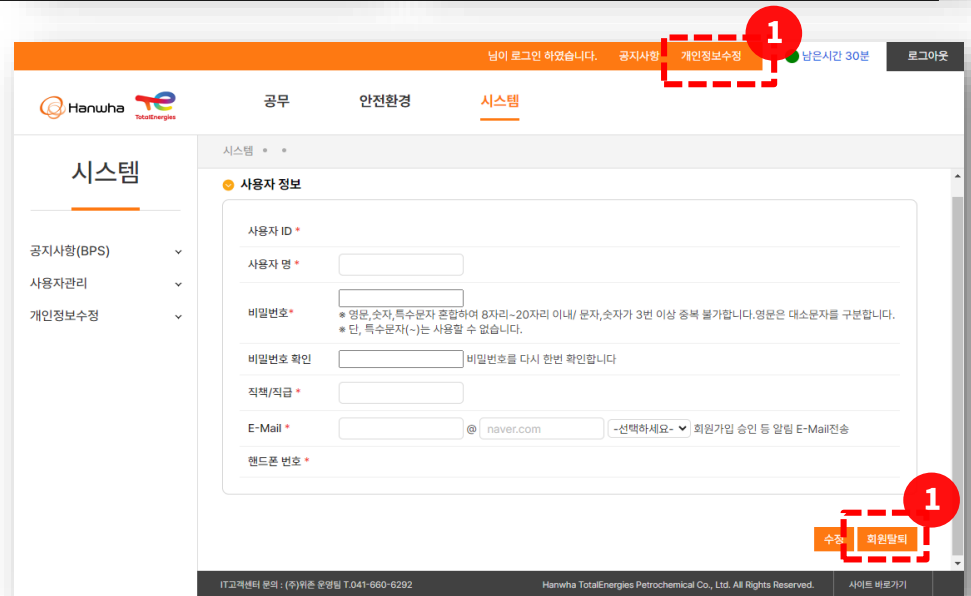 1
님이 로그인 하였습니다. 공지사항 개인정보수정 남은시간 30분 로그아웃
Hanwha TotalEnergies 공무 안전환경 시스템
시스템
시스템
사용자 정보
공지사항(BPS)
사용자관리
개인정보수정
사용자 ID *
사용자 명 *
비밀번호*
※ 영문,숫자,특수문자 혼합하여 8자리~20자리 이내/ 문자,숫자가 3번 이상 중복 불가합니다.영문은 대소문자를 구분합니다.
※ 단, 특수문자(~)는 사용할 수 없습니다.
비밀번호 확인 비밀번호를 다시 한번 확인합니다
직책/직급 *
E-Mail * @ naver.com -선택하세요- 회원가입 승인 등 알림 E-Mail전송
핸드폰 번호 *
1
수정 회원탈퇴
IT고객센터 문의 : (주)위존 운영팀 T.041-660-6292 Hanwha TotalEnergies Petrochemical Co., Ltd. All Rights Reserved. 사이트 바로가기